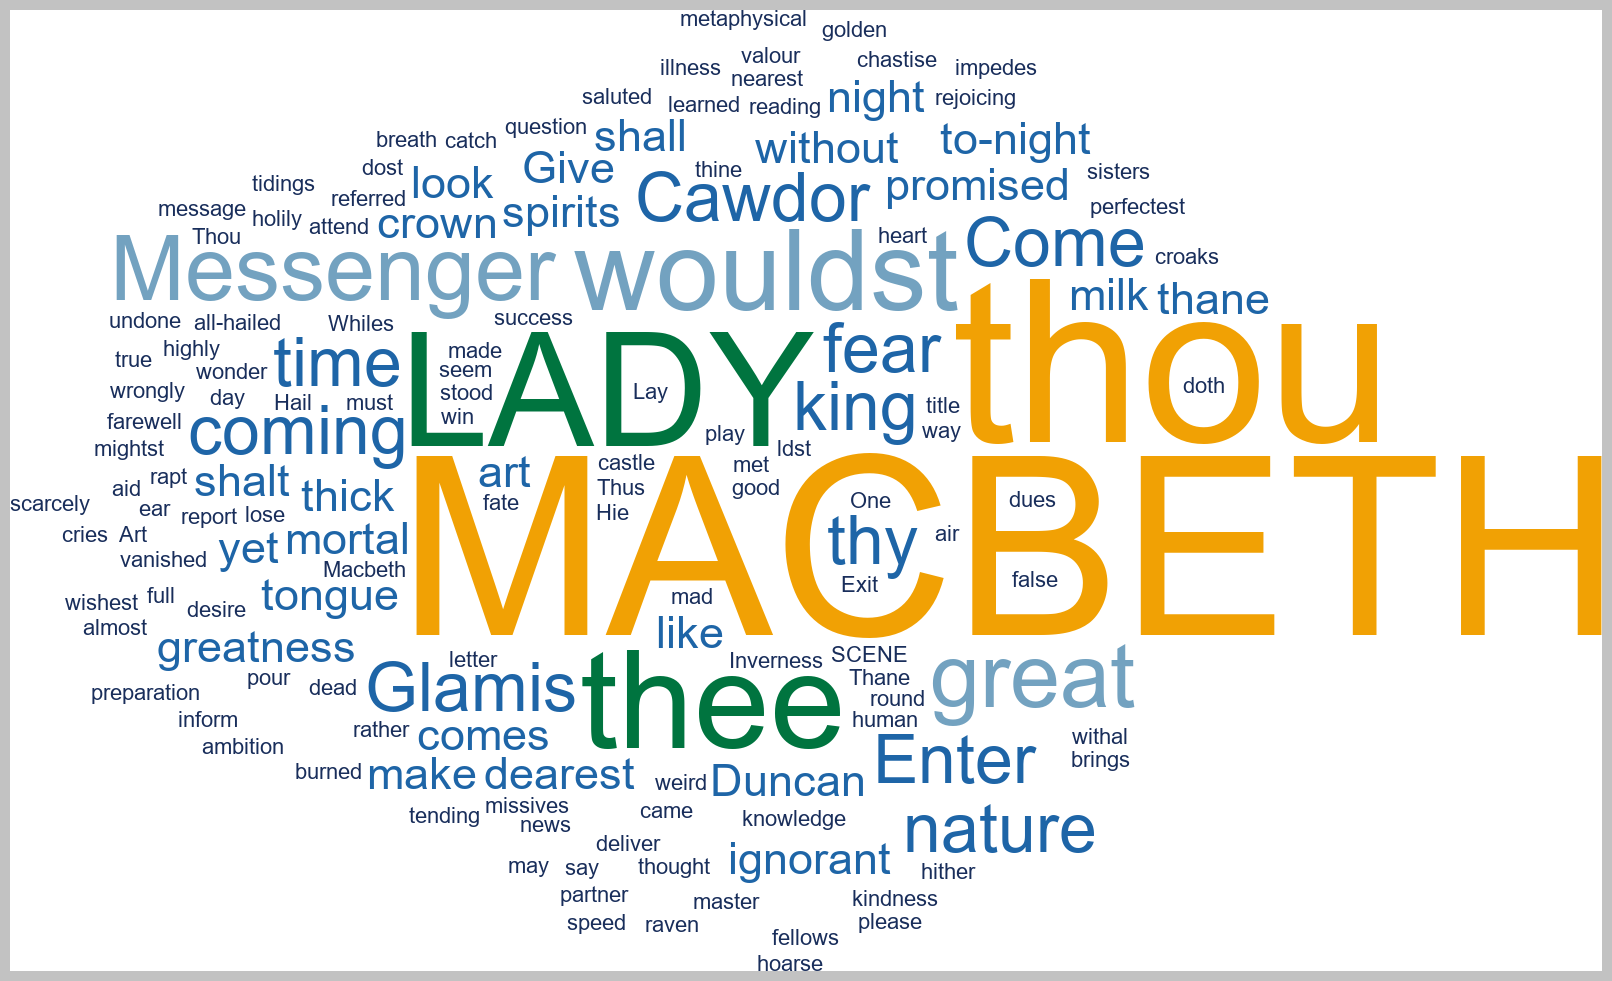 metaphysical
golden
valour
chastise
illness
nearest
impedes
saluted
learned
reading
night
rejoicing
breath
catch
question
shall
without
to-night
dost
look
Give
thine
sisters
tidings
referred
Cawdor
promised
message
holily
attend
crown
spirits
perfectest
Thou
Messenger
wouldst
heart
Come
croaks
milk
thane
undone
all-hailed
Whiles
success
thou
true
highly
time
made
LADY
fear
wonder
seem
wrongly
day
Hail
must
stood
Lay
king
title
doth
farewell
coming
win
play
way
mightst
ldst
rapt
shalt
thick
art
castle
met
scarcely
aid
ear
report
lose
fate
Thus
good
One
dues
Hie
MACBETH
cries
Art
yet
mortal
thy
air
vanished
Macbeth
Exit
false
wishest
full
desire
tongue
mad
almost
like
greatness
letter
Inverness
SCENE
great
preparation
pour
dead
Glamis
thee
Thane
round
inform
rather
comes
human
ambition
Enter
withal
brings
burned
make
dearest
weird
Duncan
tending
missives
came
knowledge
nature
news
deliver
may
say
thought
ignorant
hither
partner
master
kindness
speed
raven
please
fellows
hoarse